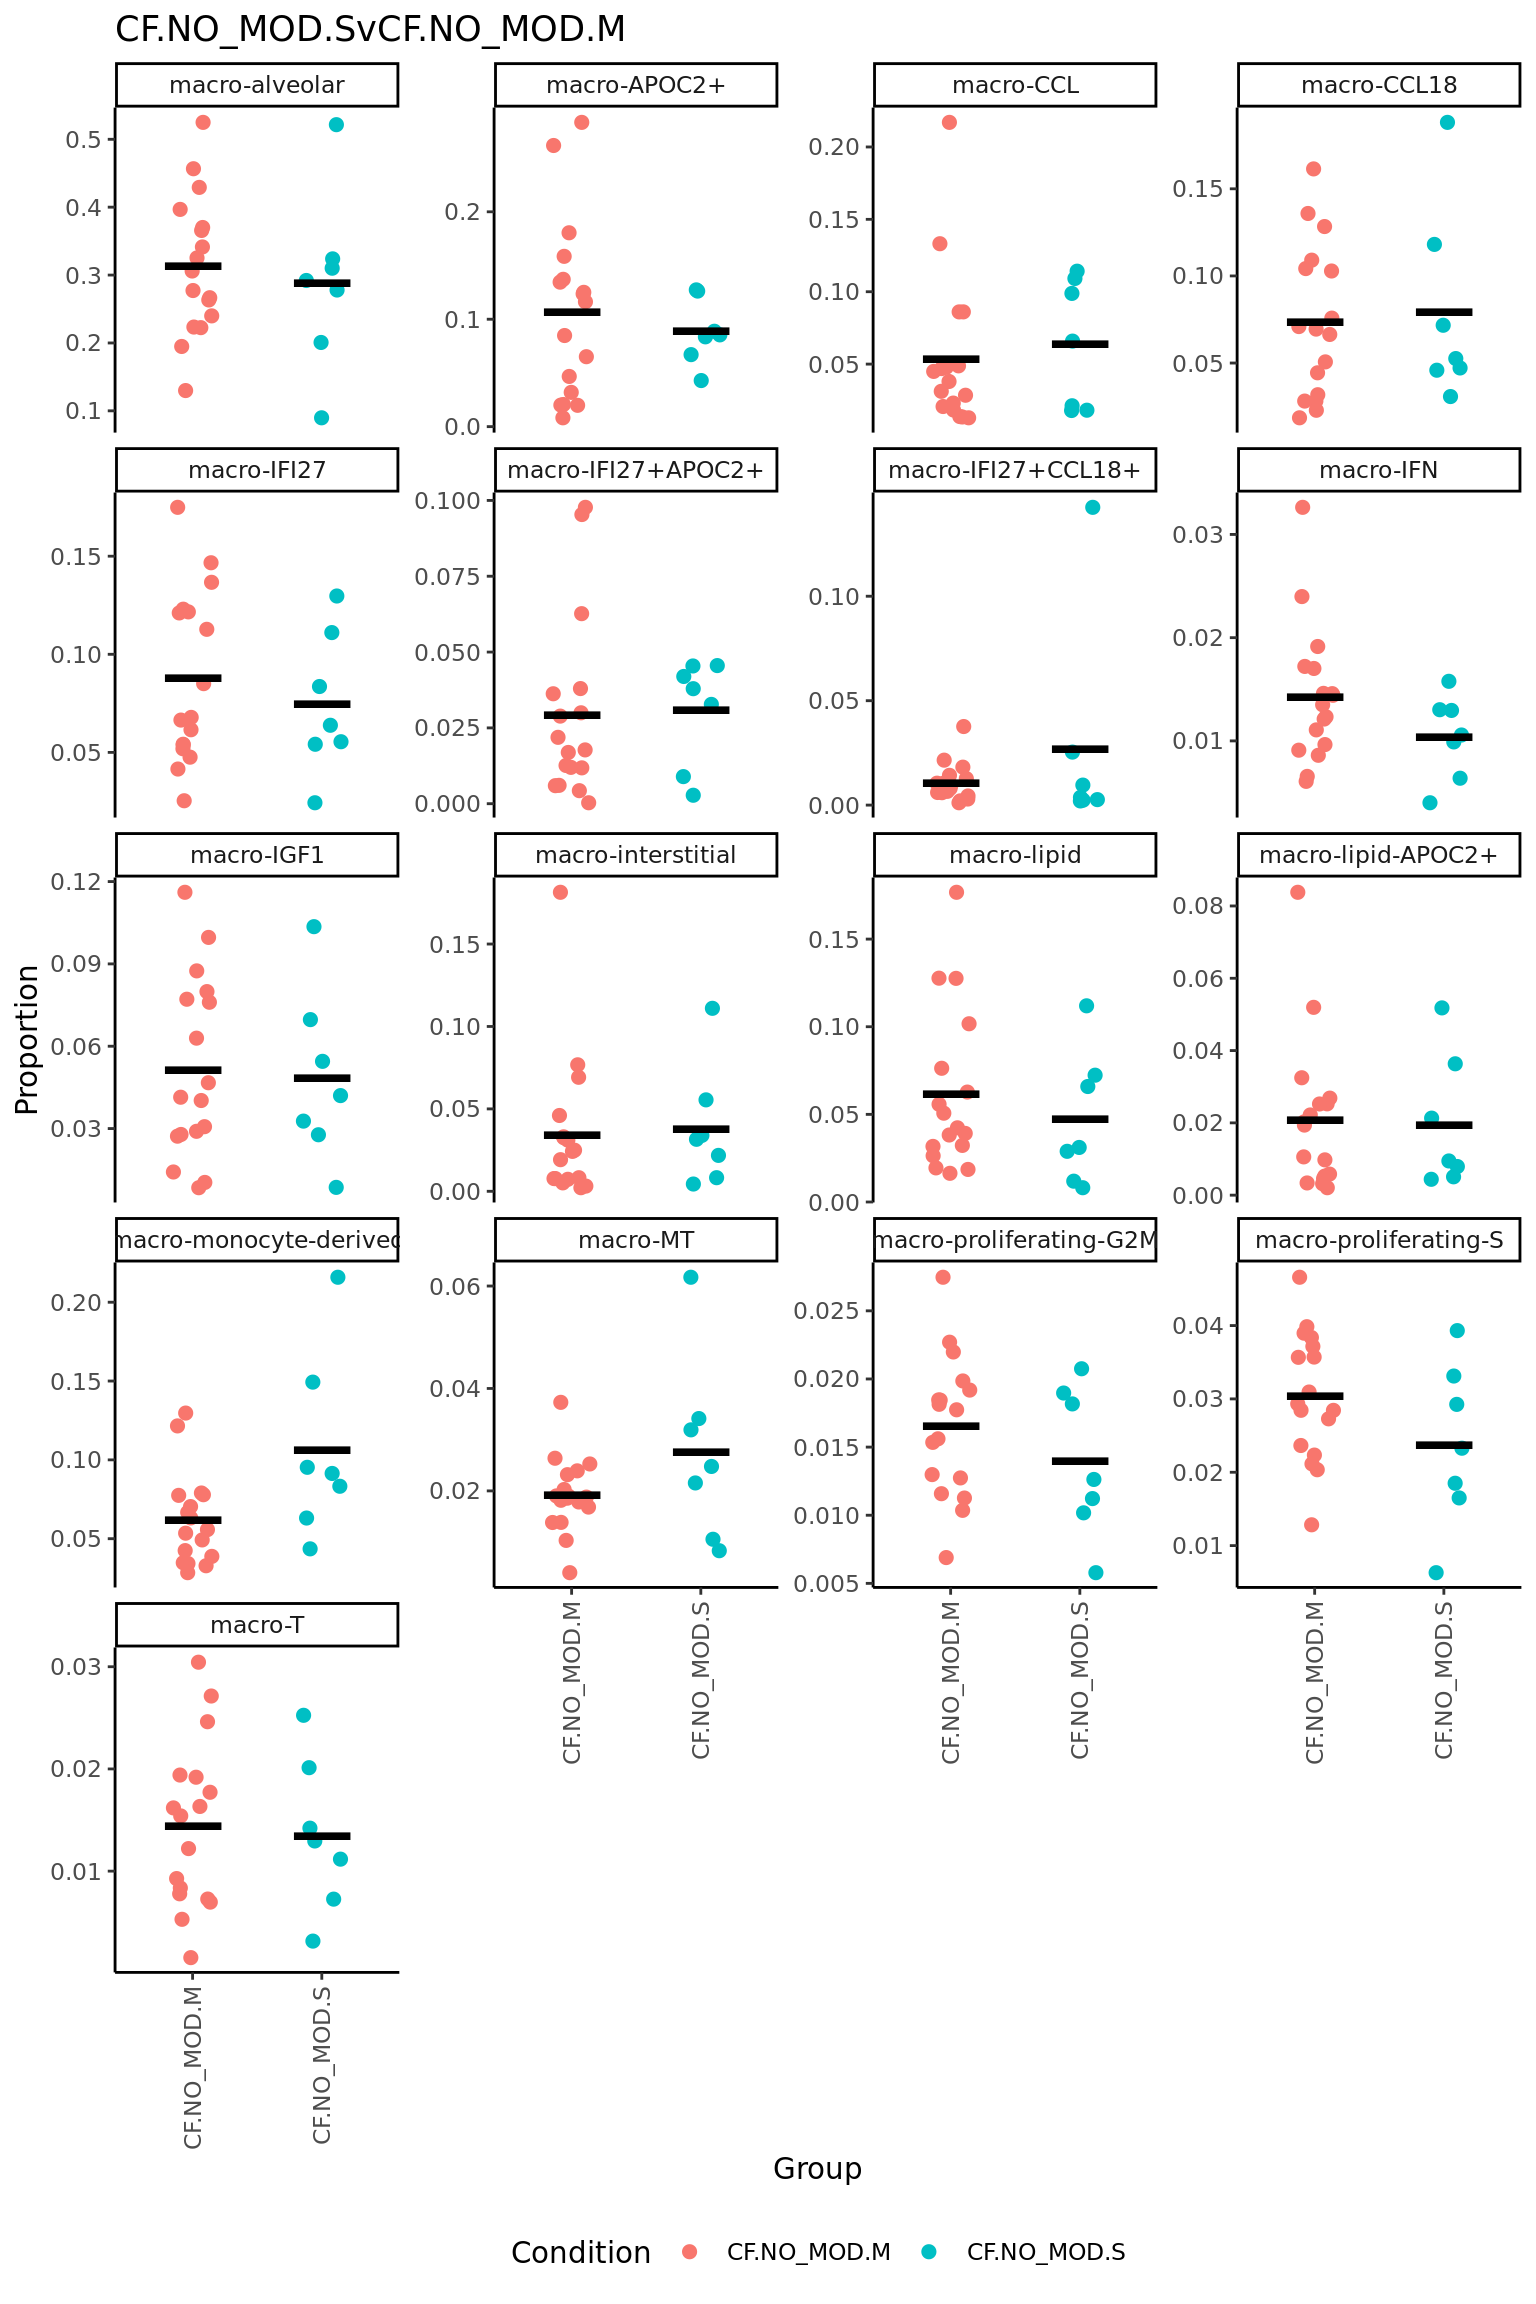 CF.NO_MOD.SvCF.NO_MOD.M
macro-alveolar
macro-APOC2+
macro-CCL
macro-CCL18
0.5
0.4
0.3
0.2
0.1
0.2
0.1
0.0
0.20
0.15
0.10
0.05
0.15
0.10
0.05
macro-IFI27
macro-IFI27+APOC2+
macro-IFI27+CCL18+
macro-IFN
0.15
0.10
0.05
0.100
0.075
0.050
0.025
0.000
0.10
0.05
0.00
0.03
0.02
0.01
macro-IGF1
macro-interstitial
macro-lipid
macro-lipid-APOC2+
0.12
0.09
0.06
0.03
0.15
0.10
0.05
0.00
0.15
0.10
0.05
0.00
0.08
0.06
0.04
0.02
0.00
Proportion
macro-monocyte-derived
macro-MT
macro-proliferating-G2M
macro-proliferating-S
0.20
0.15
0.10
0.05
0.06
0.04
0.02
0.025
0.020
0.015
0.010
0.005
0.04
0.03
0.02
0.01
CF.NO_MOD.M
CF.NO_MOD.S
CF.NO_MOD.M
CF.NO_MOD.S
CF.NO_MOD.M
CF.NO_MOD.S
macro-T
0.03
0.02
0.01
CF.NO_MOD.M
CF.NO_MOD.S
Group
Condition CF.NO_MOD.M CF.NO_MOD.S